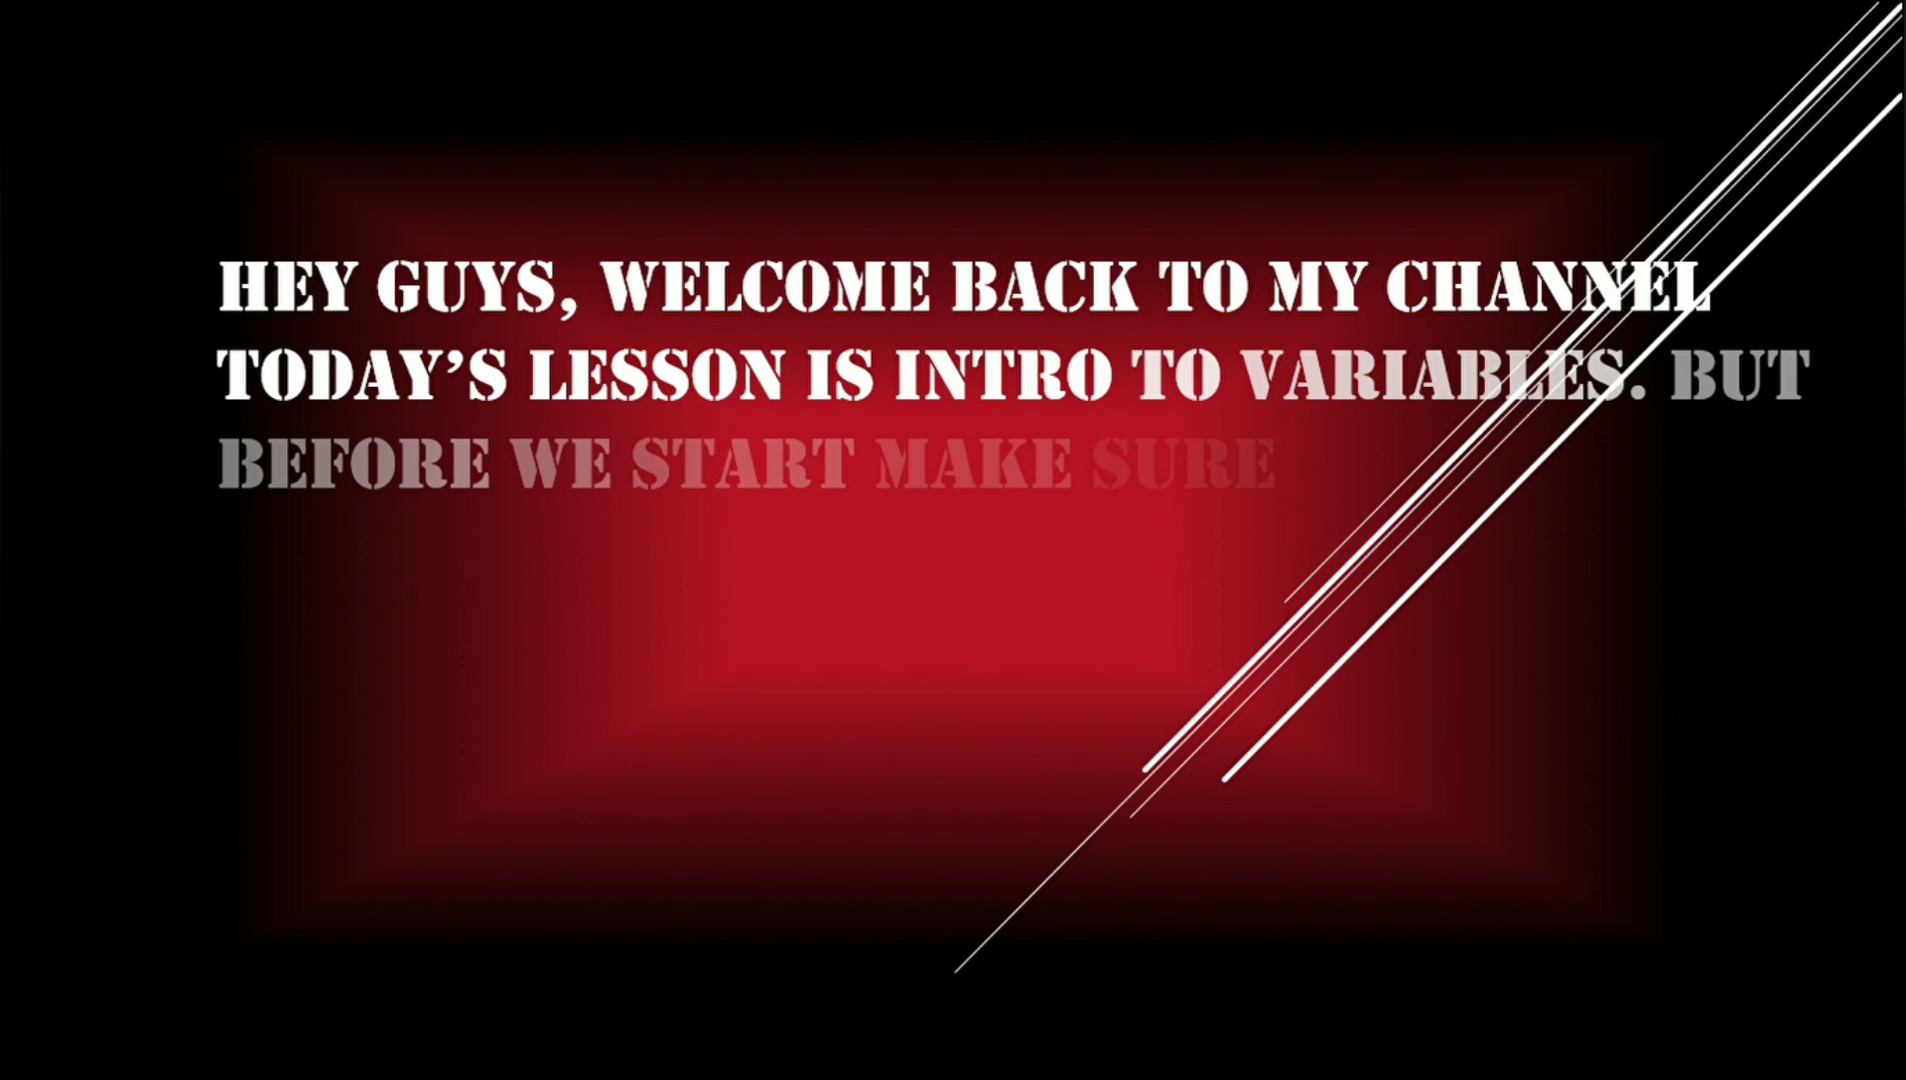 HEY GUYS, WELCOME BACK TO MY CHANNEL
TODAY’S LESSON IS INTRO TO VARIABLES. BUT
BEFORE WE START MAKE SURE